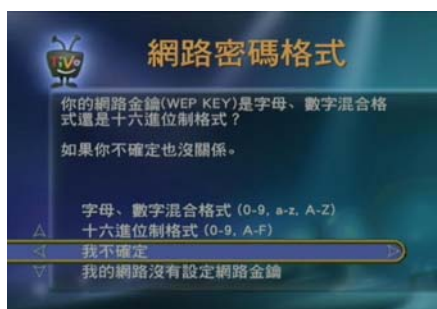 TiVo
網路密碼格式
你的網路金鑰(WEP KEY)是字母、數字混合格
式還是十六進位制格式？
如果你不確定也沒關係。
字母、數字混合格式 (0-9, a-z, A-Z)
十六進位制格式 (0-9, A-F)
我不確定
我的網路沒有設定網路金鑰